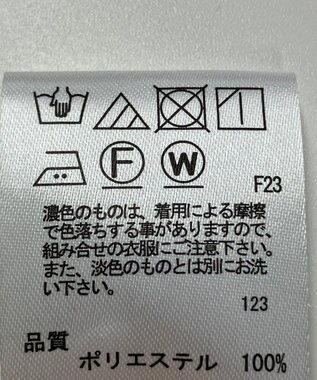 F W F23
濃色のものは、着用による摩擦
で色落ちする事がありますので、
組み合せの衣服にご注意下さい。
また、淡色のものとは別にお洗
い下さい。
123
品質
ポリエステル 100%